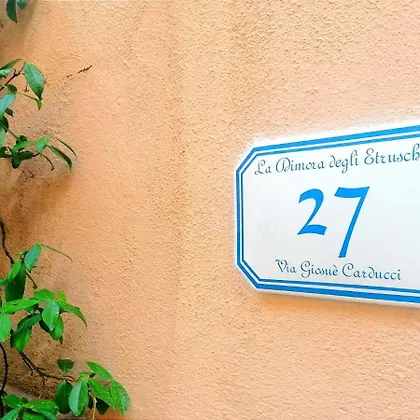 La Dimora degli Etrusch
27
Via Giosuè Carducci